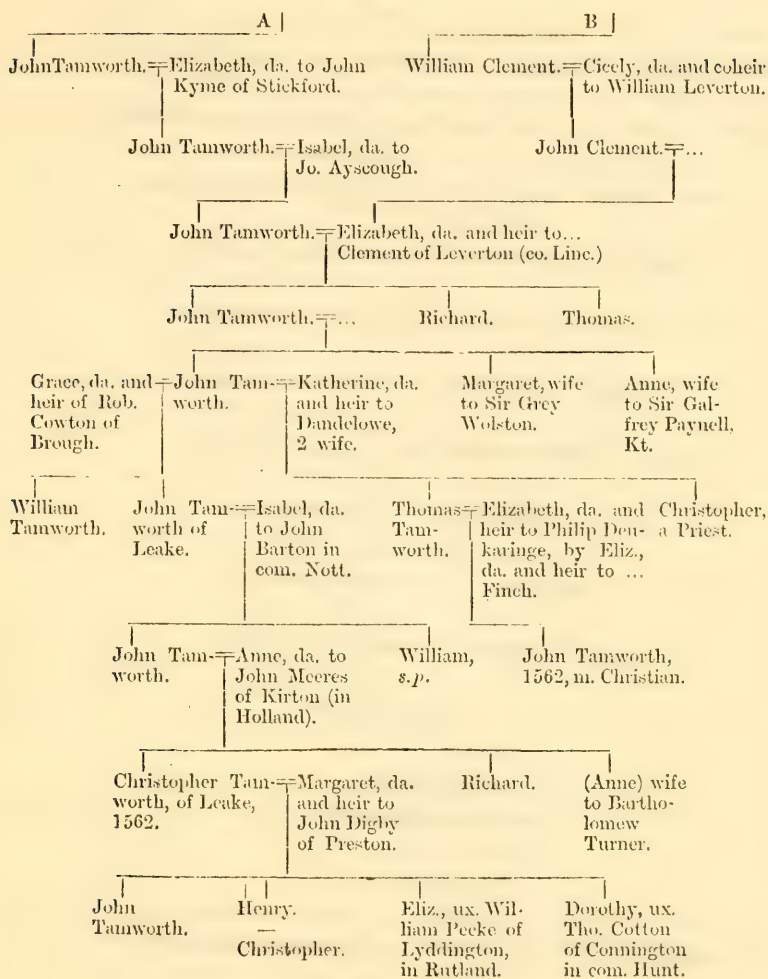 A B
JohnTamworth.=Elizabeth, da. to John
Kyme of Stickford.
William Clement.=Cicely, da. and coheir
to William Leverton.
John Tamworth.=Isabel, da. to
Jo. Ayscough.
John Clement.=...
John Tamworth.=Elizabeth, da. and heir to...
Clement of Leverton (co. Linc.)
John Tamworth.=... Richard. Thomas.
Grace, da. and
heir of Rob.
Cowton of
Brough.
=John Tam-
worth.
=Katherine, da.
and heir to
Dandelowe,
2 wife.
Margaret, wife
to Sir Grey
Wolston.
Anne, wife
to Sir Gal-
frey Paynell,
Kt.
William
Tamworth.
John Tam-
worth of
Leake.
=Isabel, da.
to John
Barton in
com. Nott.
Thomas
Tam-
worth.
=Elizabeth, da. and
heir to Philip Den-
karinge, by Eliz.,
da. and heir to ...
Finch.
Christopher,
a Priest.
John Tam-
worth.
=Anne, da. to
John Meeres
of Kirton (in
Holland).
William,
s.p.
John Tamworth,
1562, m. Christian.
Christopher Tam-
worth, of Leake,
1562.
=Margaret, da.
and heir to
John Digby
of Preston.
Richard.
(Anne) wife
to Bartho-
lomew
Turner.
John
Tamworth.
Henry.
—
Christopher.
Eliz., ux. Wil-
liam Peeke of
Lyddington,
in Rutland.
Dorothy, ux.
Tho. Cotton
of Connington
in com. Hunt.